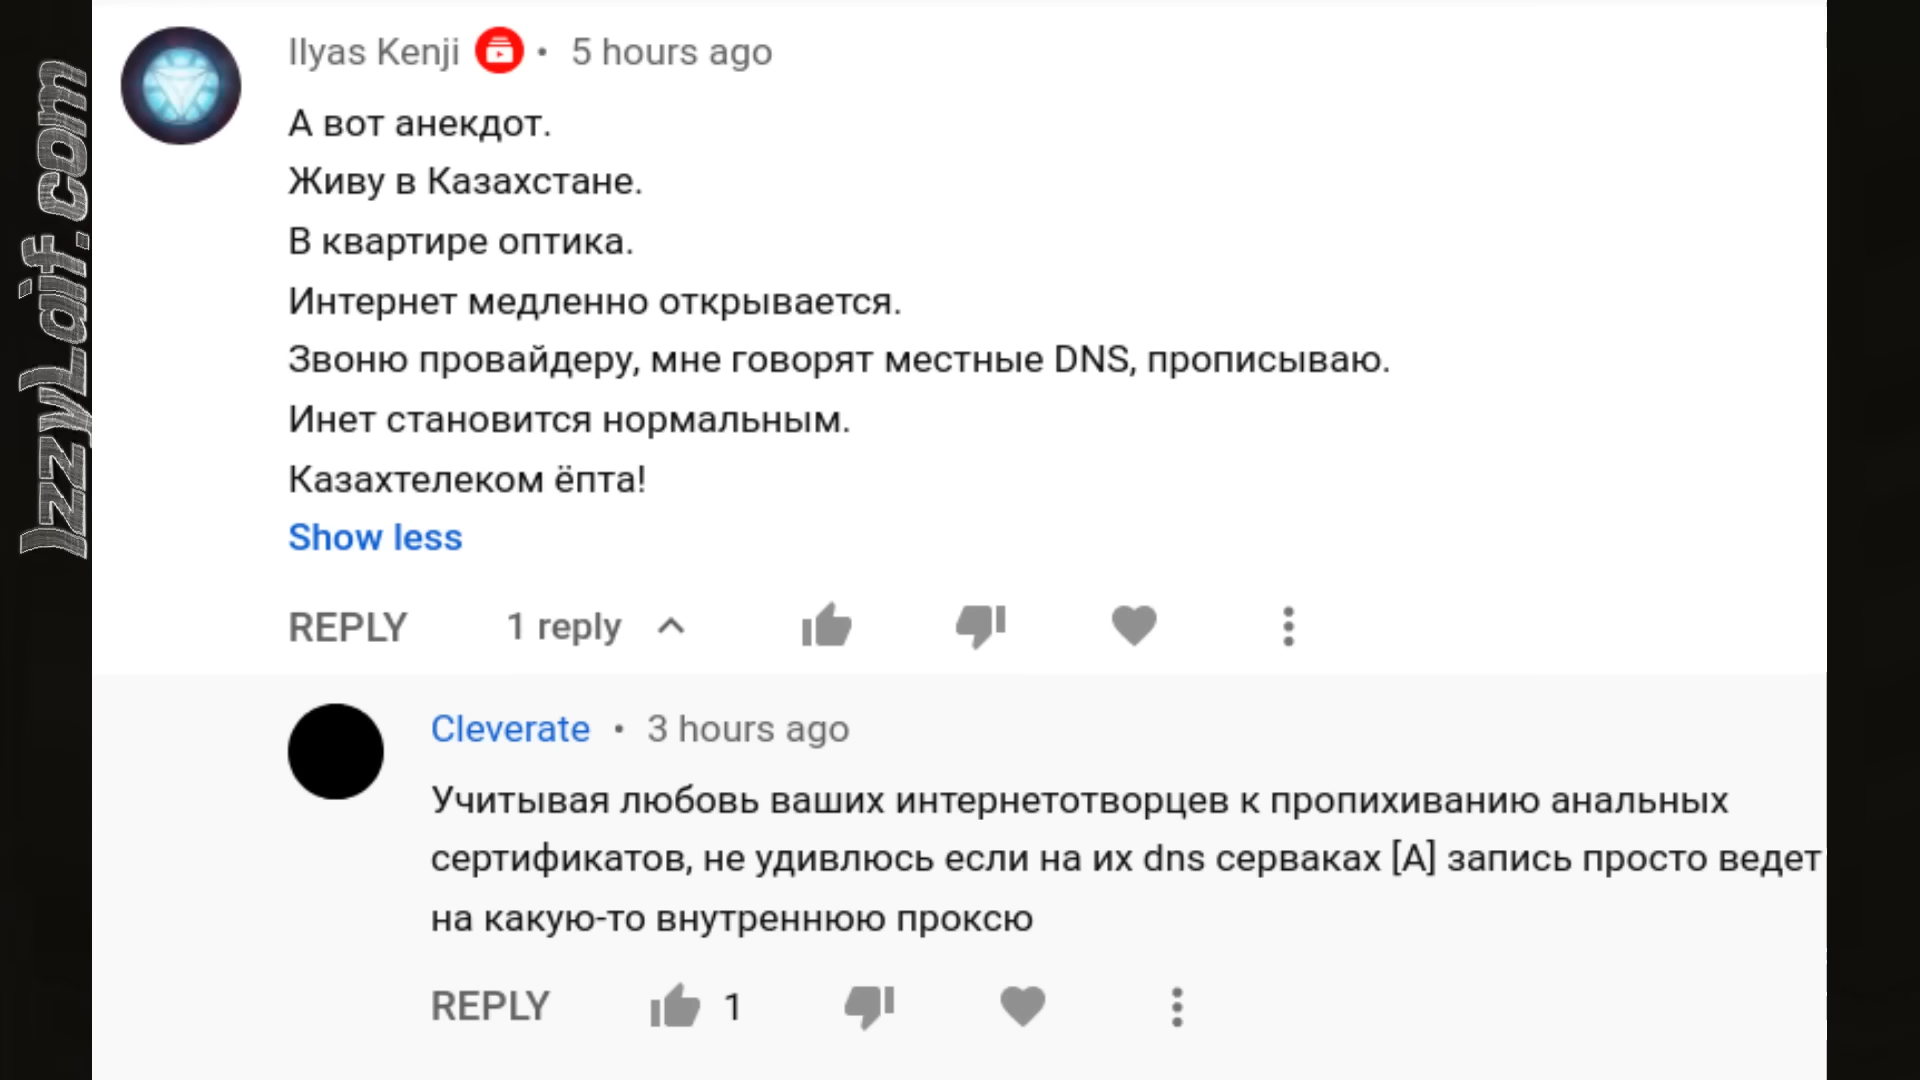 IzzyLaif.com
Ilyas Kenji • 5 hours ago
А вот анекдот.
Живу в Казахстане.
В квартире оптика.
Интернет медленно открывается.
Звоню провайдеру, мне говорят местные DNS, прописываю.
Инет становится нормальным.
Казахтелеком ёпта!
Show less
REPLY 1 reply
Cleverate • 3 hours ago
Учитывая любовь ваших интернетотворцев к пропихиванию анальных
сертификатов, не удивлюсь если на их dns серваках [A] запись просто ведет
на какую-то внутреннюю проксю
REPLY 1